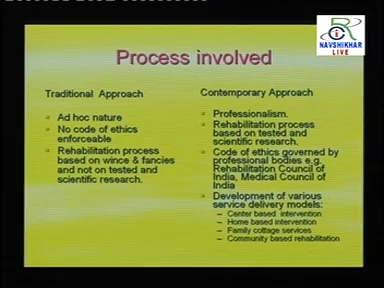 NAVSHIKHAR
LIVE
Process involved
Traditional Approach
Ad hoc nature
No code of ethics
enforceable
Rehabilitation process
based on wince & fancies
and not on tested and
scientific research.
Contemporary Approach
Professionalism.
Rehabilitation process
based on tested and
scientific research.
Code of ethics governed by
professional bodies e.g.
Rehabilitation Council of
India, Medical Council of
India
Development of various
service delivery models:
– Center based intervention
– Home based intervention
– Family cottage services
– Community based rehabilitation